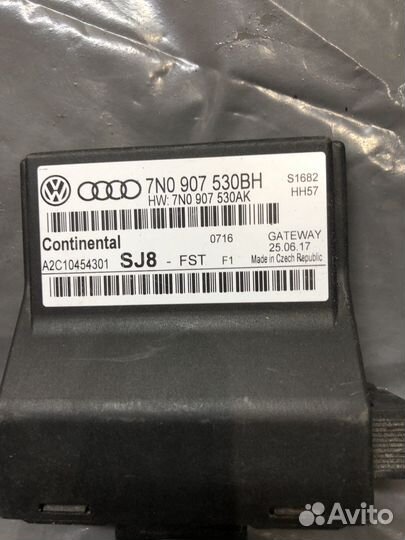 7N0 907 530BH
S1682
HW: 7N0 907 530AK
HH57
Continental
0716
GATEWAY
25.06.17
A2C10454301 SJ8 - FST F1 Made in Czech Republic
Avito